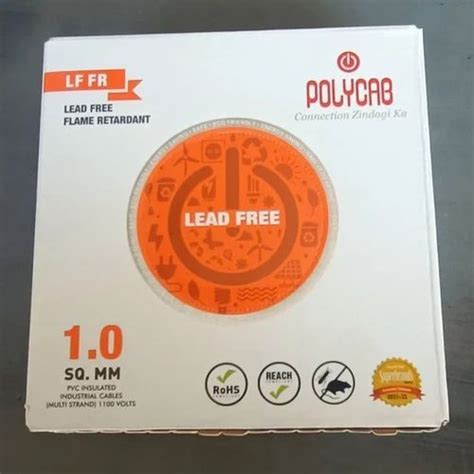 LF FR
LEAD FREE
FLAME RETARDANT
POLYCAB
Connection Zindagi Ka
LEAD FREE
1.0
SQ. MM
PVC INSULATED
INDUSTRIAL CABLES
(MULTI STRAND) 1100 VOLTS
RoHS
REACH
Superbrands